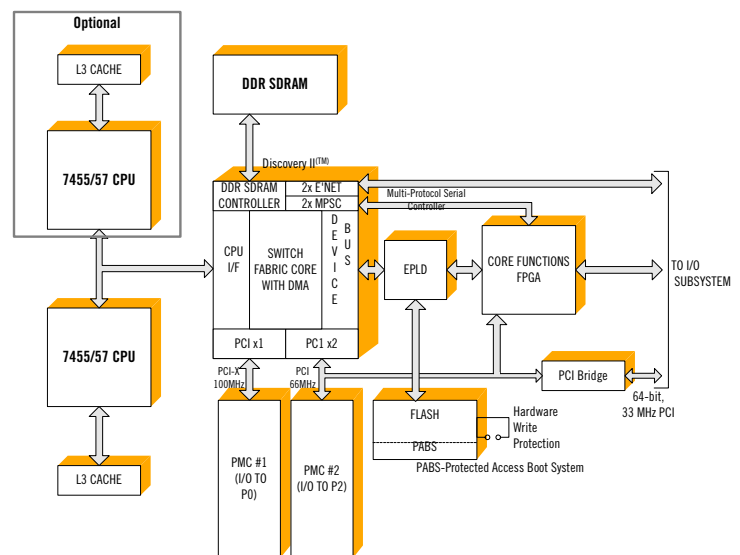 Optional
L3 CACHE
7455/57 CPU
DDR SDRAM
Discovery II(TM)
DDR SDRAM
CONTROLLER
2x E'NET
2x MPSC
Multi-Protocol Serial
Controller
CPU
I/F
SWITCH
FABRIC CORE
WITH DMA
DEVICE
BUS
EPLD
CORE FUNCTIONS
FPGA
TO I/O
SUBSYSTEM
7455/57 CPU
L3 CACHE
PCI x1
PC1 x2
PCI-X
100MHz
PCI
66MHz
PCI Bridge
64-bit,
33 MHz PCI
PMC #1
(I/O TO
P0)
PMC #2
(I/O TO P2)
FLASH
PABS
Hardware
Write
Protection
PABS-Protected Access Boot System